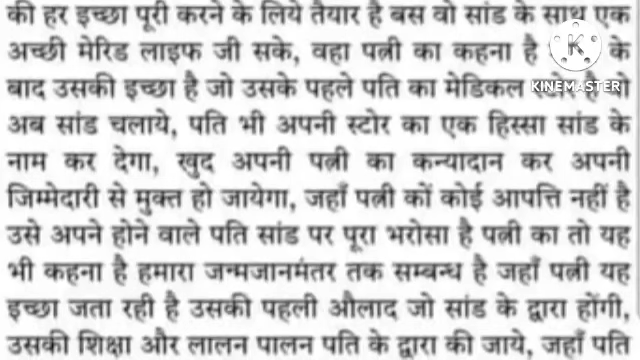 की हर इच्छा पूरी करने के लिये तैयार है बस वो सांड के साथ एक
अच्छी मेरिड लाइफ जी सके, वहा पत्नी का कहना है के
KINEMASTER
बाद उसकी इच्छा है जो उसके पहले पति का मेडिकल
अब सांड चलाये, पति भी अपनी स्टोर का एक हिस्सा सांड के
नाम कर देगा, खुद अपनी पत्नी का कन्यादान कर अपनी
जिम्मेदारी से मुक्त हो जायेगा, जहाँ पत्नी कों कोई आपत्ति नहीं है
उसे अपने होने वाले पति सांड पर पूरा भरोसा है पत्नी का तो यह
भी कहना है हमारा जन्मजानमंतर तक सम्बन्ध है जहाँ पत्नी यह
इच्छा जता रही है उसकी पहली औलाद जो सांड के द्वारा होंगी,
उसकी शिक्षा और लालन पालन पति के द्वारा की जाये, जहाँ पति